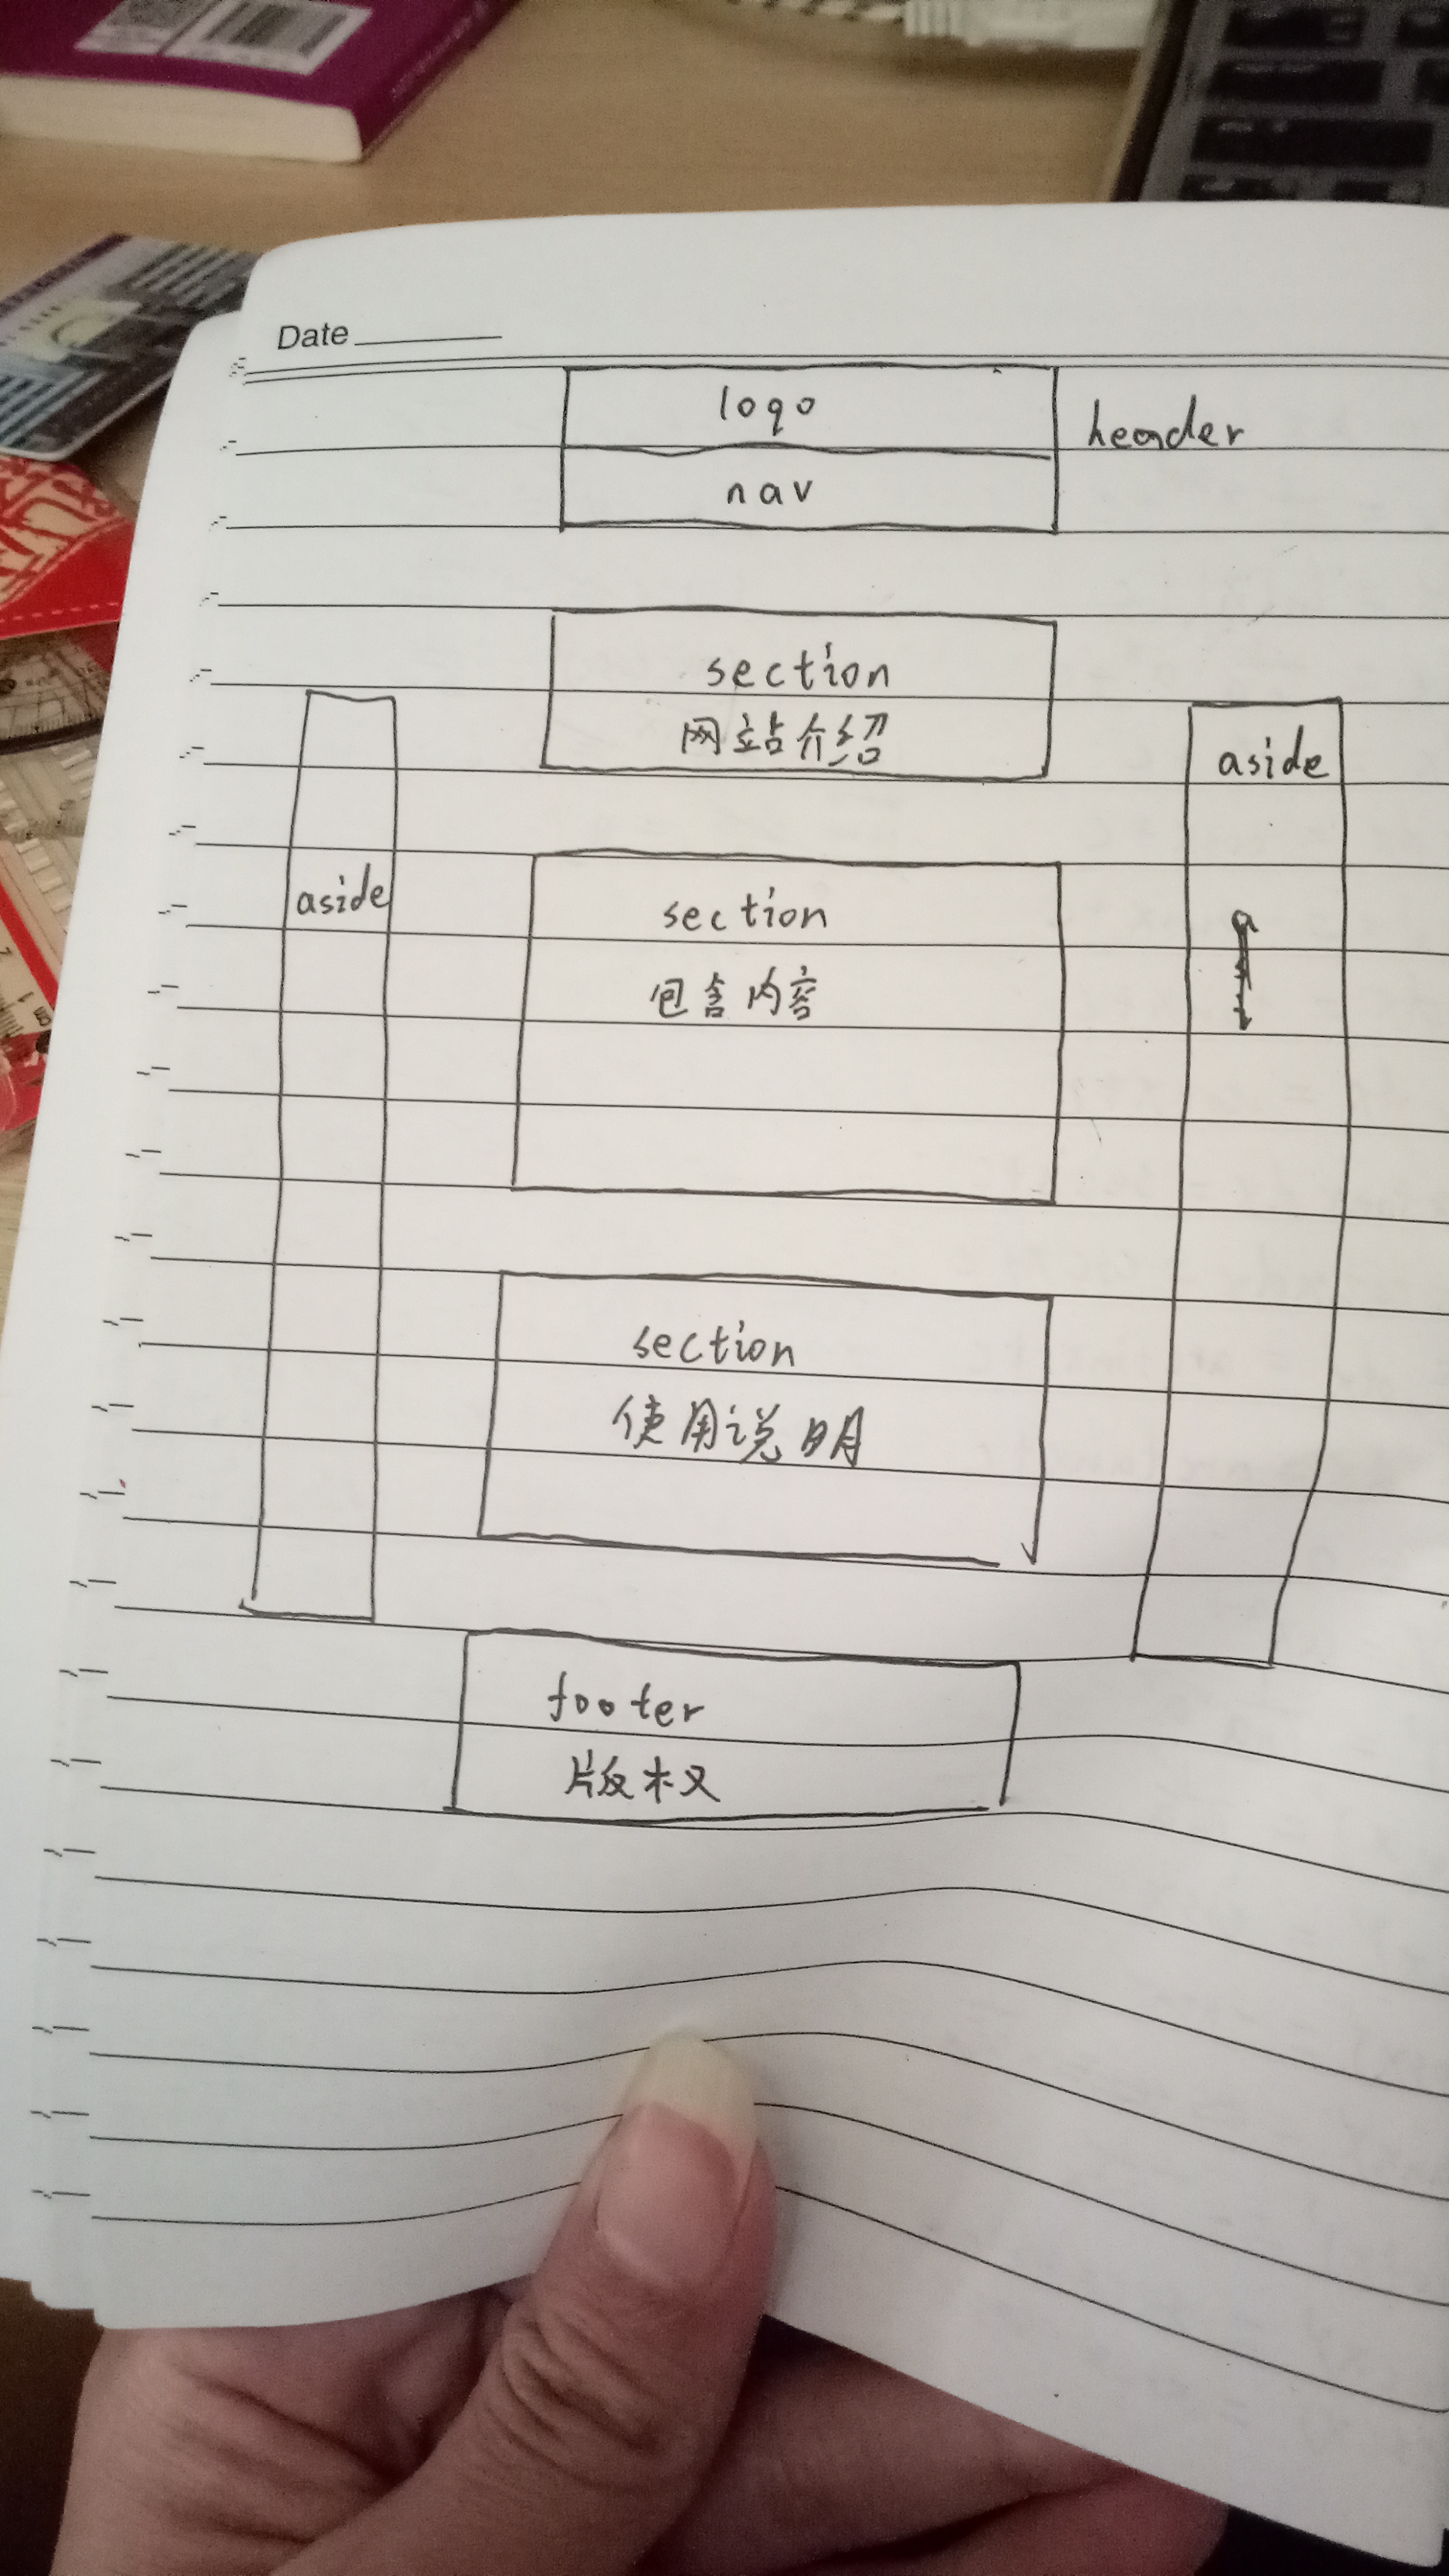 Date
logo
header
nav
section
网站介绍
aside
aside
section
包含内容
section
使用说明
footer
版权